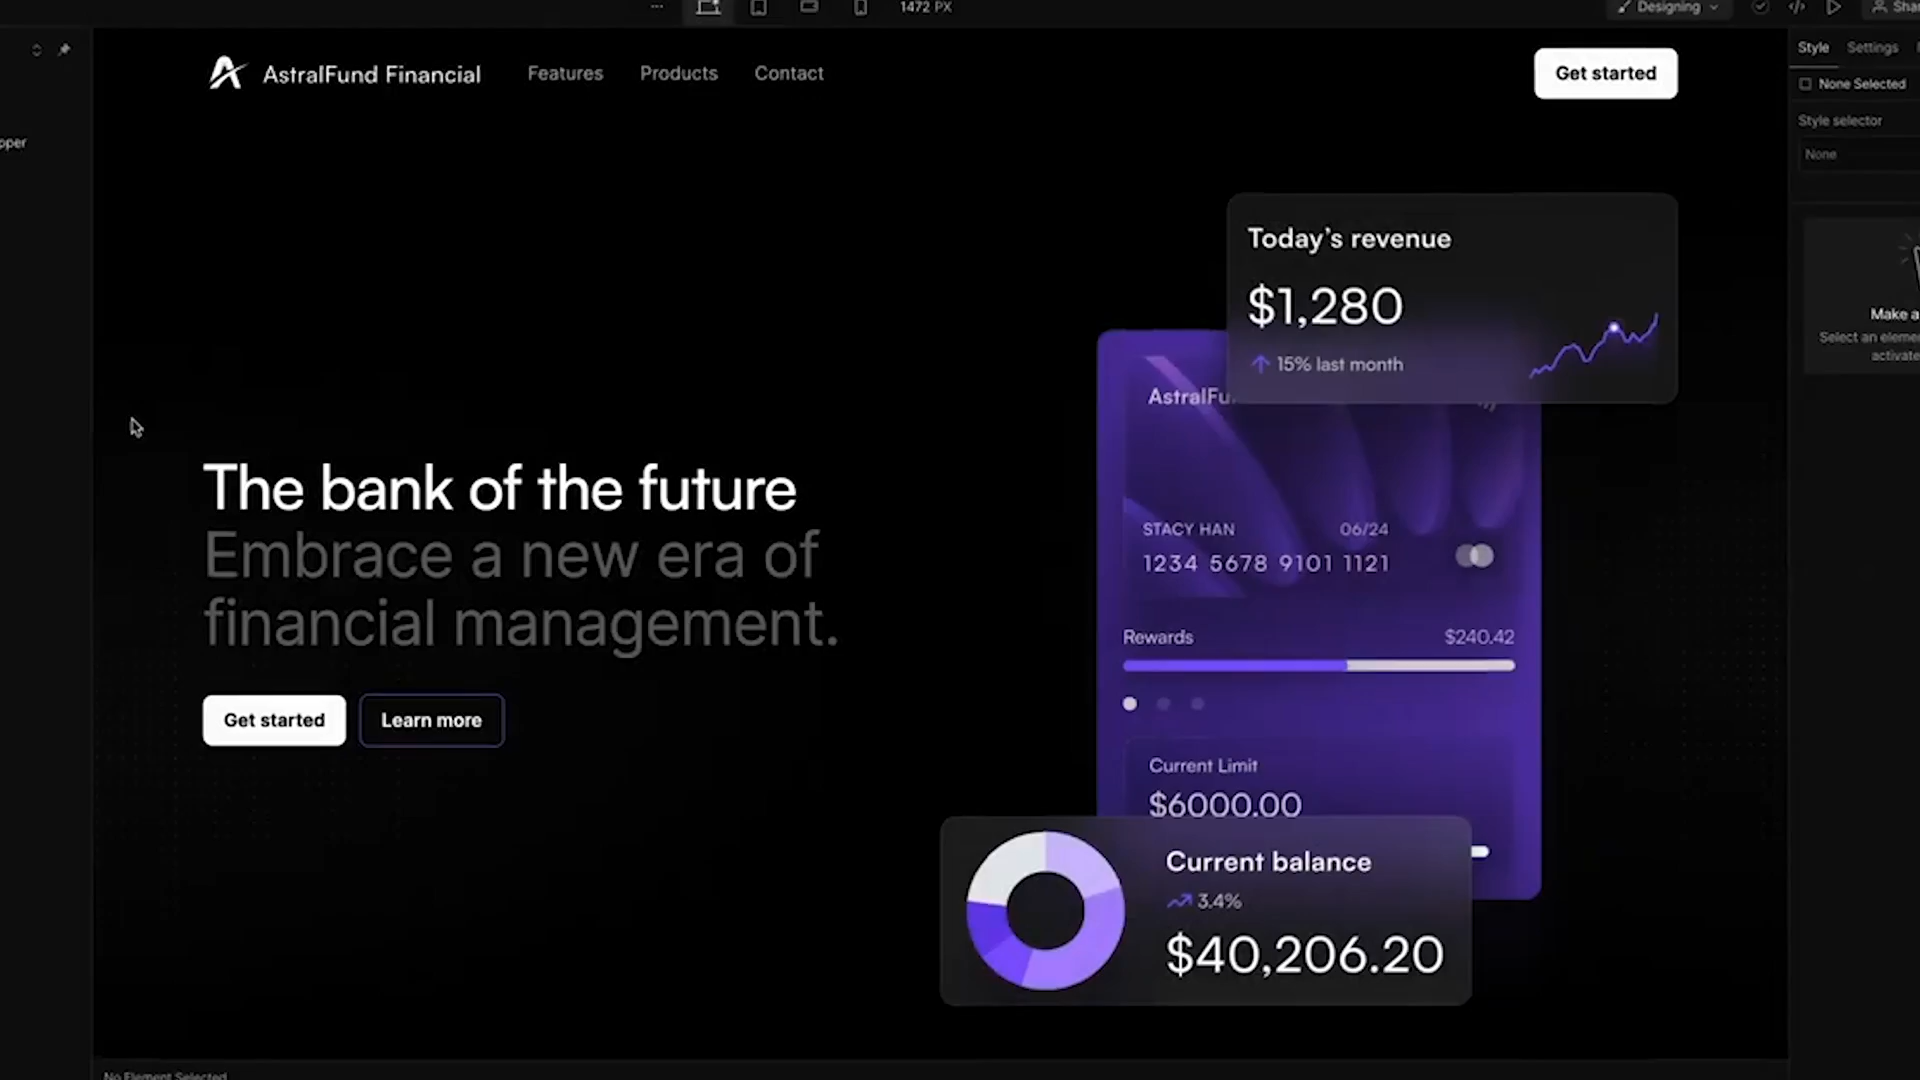 1472 PX
Designing
Style
Settings
None Selected
Style selector
None
Make a
Select an
activate
AstralFund Financial
Features
Products
Contact
Get started
The bank of the future
Embrace a new era of
financial management.
Get started
Learn more
Today’s revenue
$1,280
15% last month
STACY HAN
06/24
1234 5678 9101 1121
Rewards
$240.42
Current Limit
$6000.00
Current balance
3.4%
$40,206.20
No Element Selected